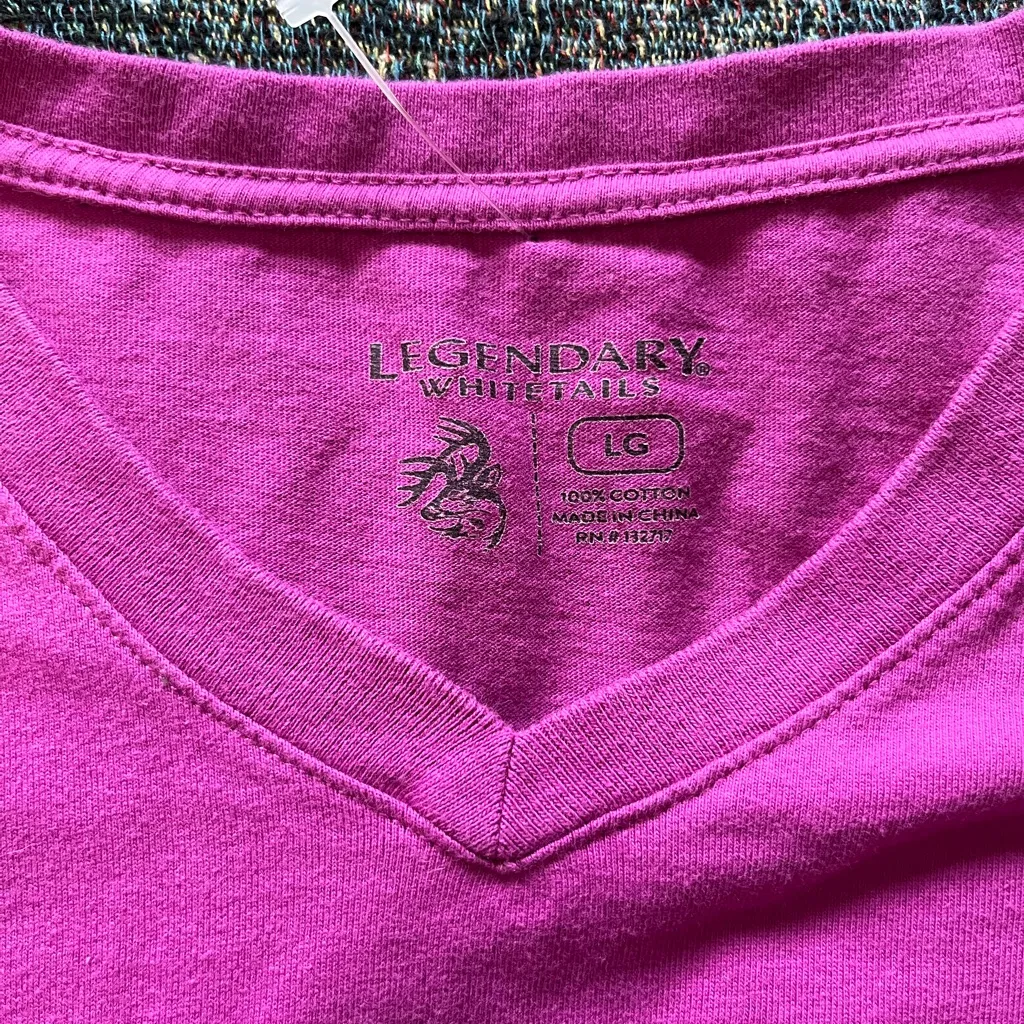 LEGENDARY®
WHITETAILS
LG
100% COTTON
MADE IN CHINA
RN # 132717